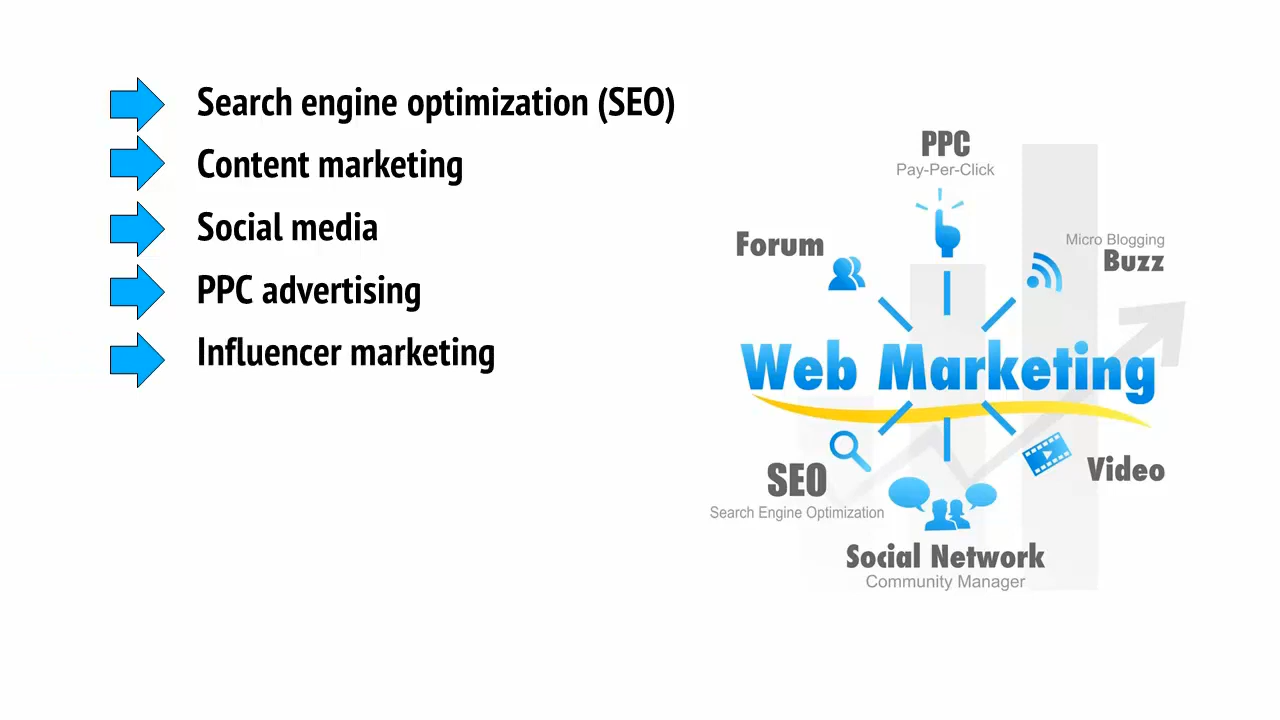 Search engine optimization (SEO)
Content marketing
Social media
PPC advertising
Influencer marketing
PPC
Pay-Per-Click
Forum
Micro Blogging
Buzz
Web Marketing
SEO
Search Engine Optimization
Video
Social Network
Community Manager